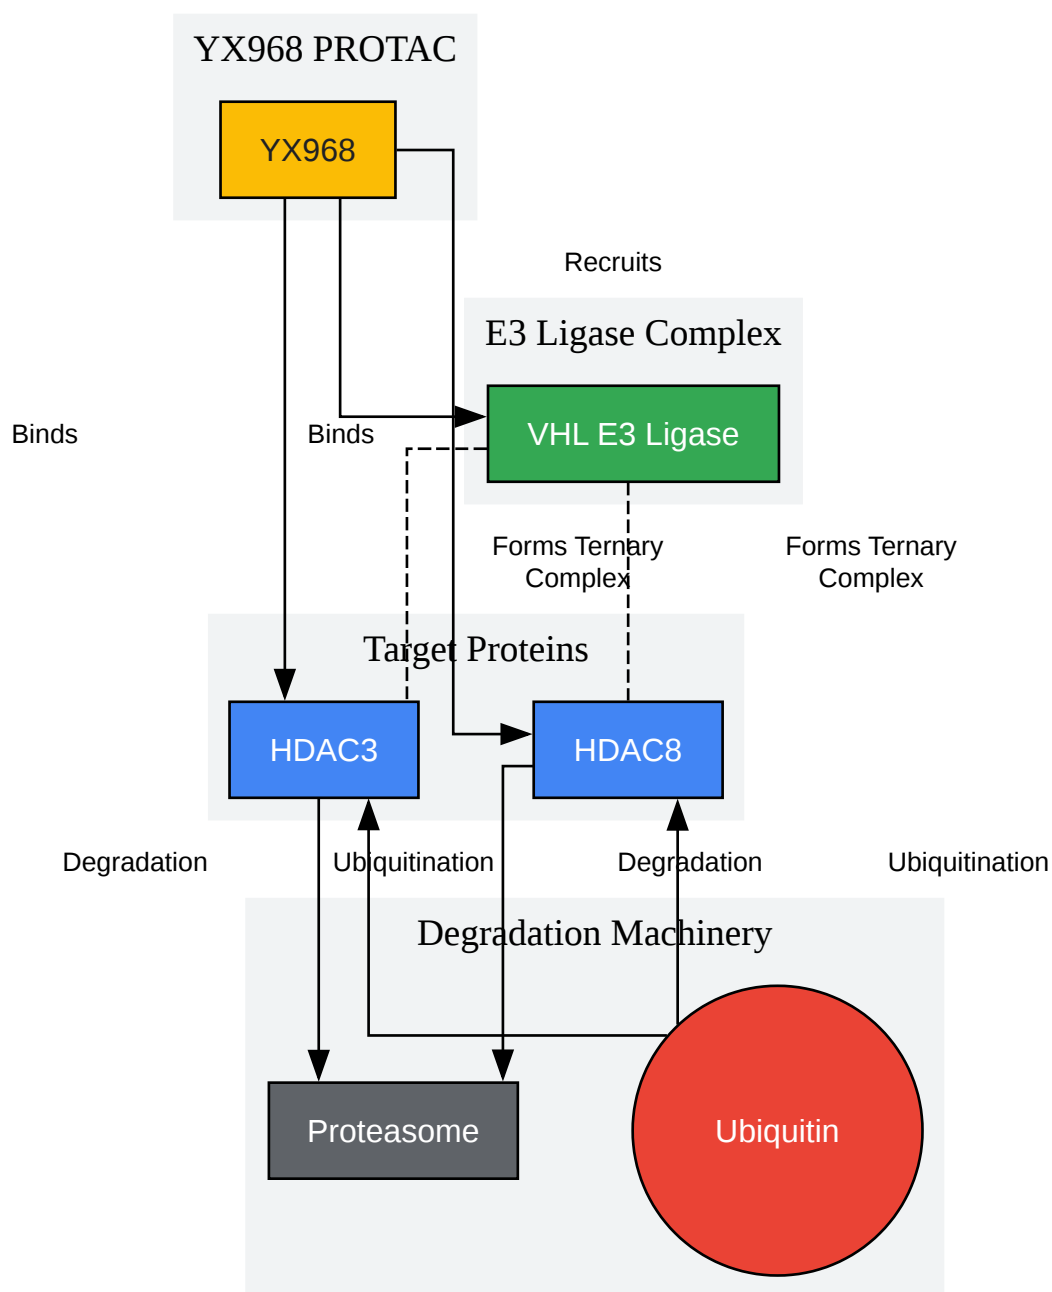 YX968 PROTAC
YX968
Recruits
E3 Ligase Complex
VHL E3 Ligase
Binds
Binds
Forms Ternary
Complex
Forms Ternary
Complex
Target Proteins
HDAC3
HDAC8
Degradation
Ubiquitination
Degradation
Ubiquitination
Degradation Machinery
Proteasome
Ubiquitin